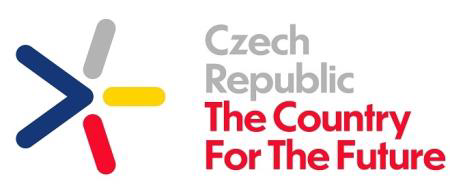 Czech
Republic
The Country
For The Future